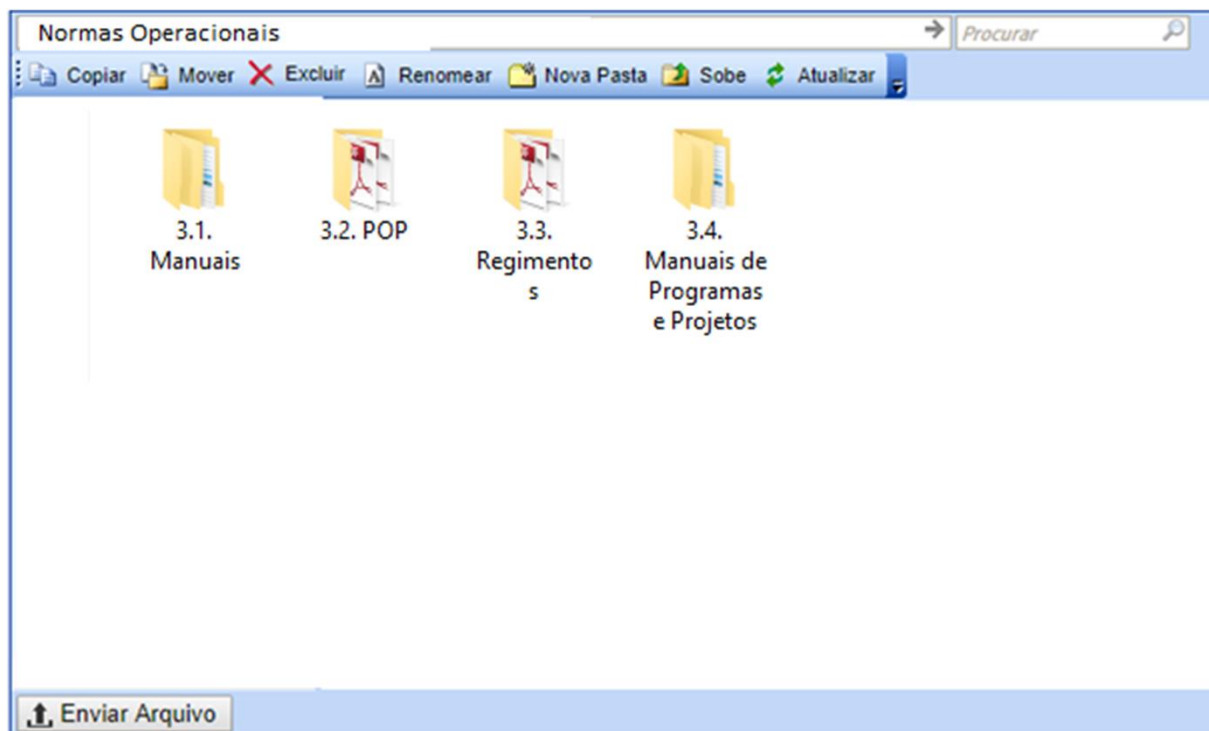 Normas Operacionais
Procurar
Copiar Mover Excluir Renomear Nova Pasta Sobe Atualizar
3.1.
Manuais
3.2. POP
3.3.
Regimento
s
3.4.
Manuais de
Programas
e Projetos
Enviar Arquivo